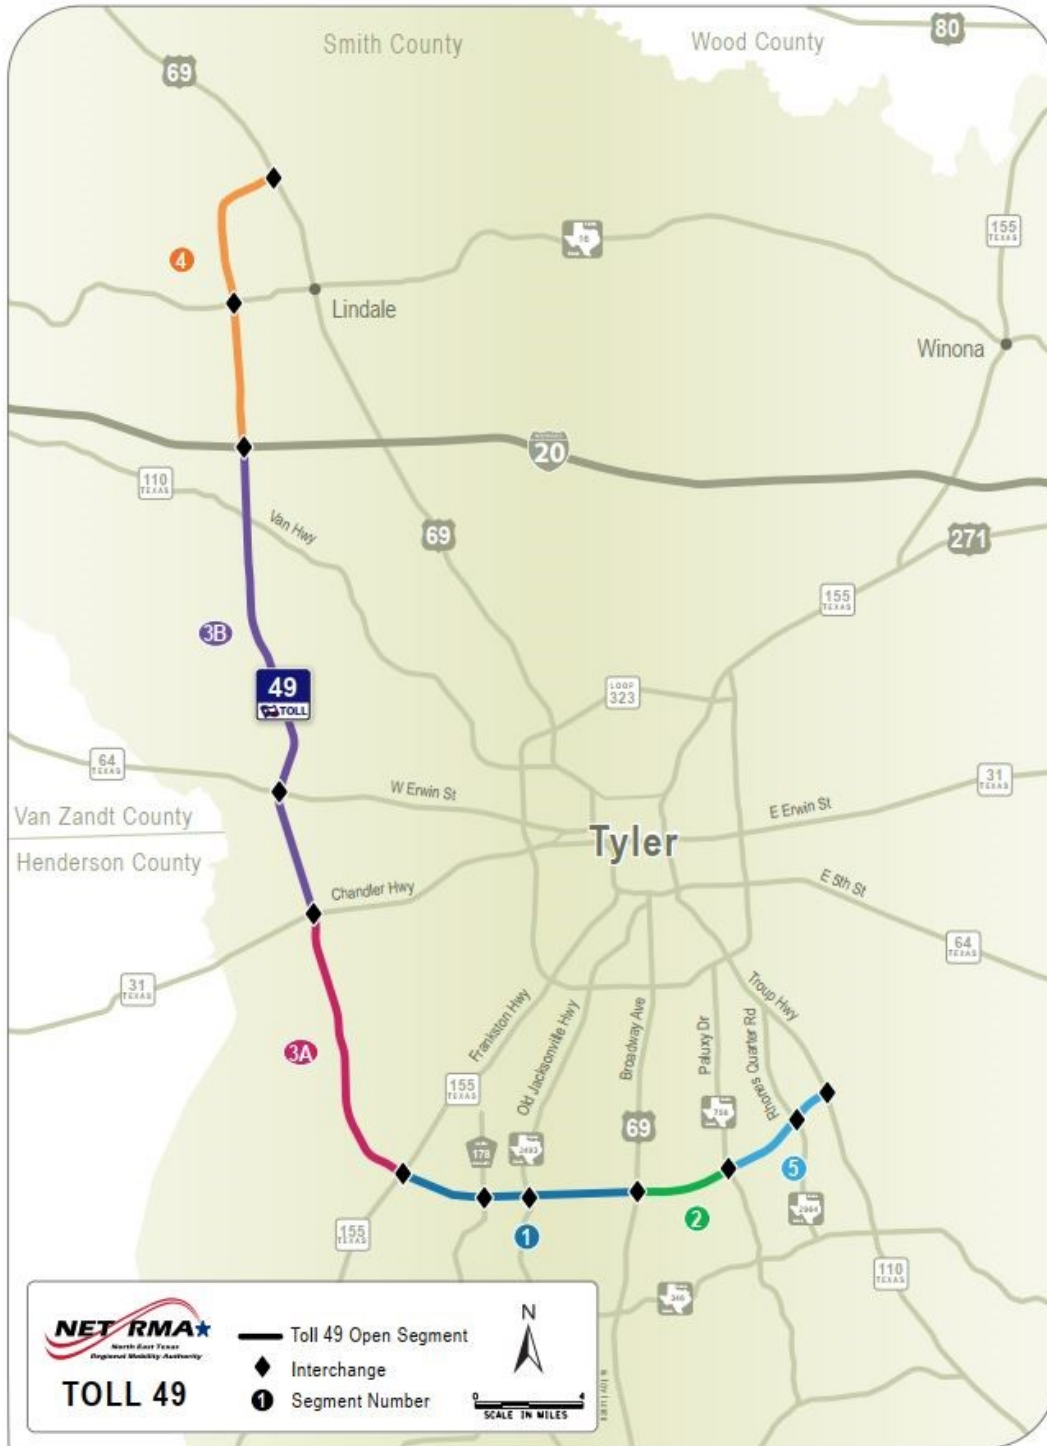 Smith County
Wood County
80
69
155
TEXAS
16
4
Lindale
Winona
20
110
TEXAS
Van Hwy
69
271
155
TEXAS
3B
49
TOLL
LOOP
323
64
TEXAS
W Erwin St
31
TEXAS
E Erwin St
Van Zandt County
Tyler
Henderson County
E 5th St
Chandler Hwy
64
TEXAS
31
TEXAS
Troup Hwy
Frankston Hwy
Old Jacksonville Hwy
Broadway Ave
Paluxy Dr
Rhones Quarter Rd
3A
155
TEXAS
756
69
178
2493
5
2
2964
1
155
TEXAS
110
TEXAS
346
NET RMA
North East Texas
Regional Mobility Authority
TOLL 49
Toll 49 Open Segment
Interchange
1 Segment Number
N
0 4
SCALE IN MILES